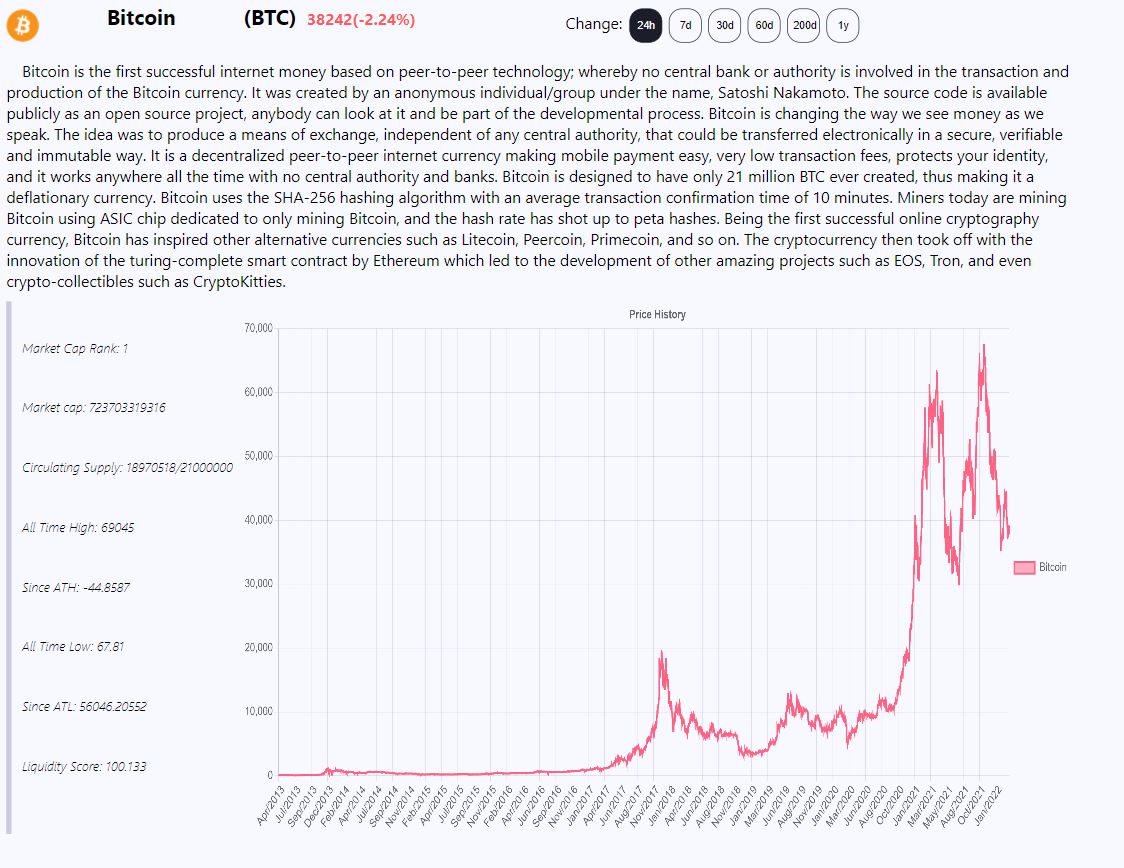 Bitcoin (BTC) 38242(-2.24%) Change: 24h 7d 30d 60d 200d 1y
Bitcoin is the first successful internet money based on peer-to-peer technology; whereby no central bank or authority is involved in the transaction and
production of the Bitcoin currency. It was created by an anonymous individual/group under the name, Satoshi Nakamoto. The source code is available
publicly as an open source project, anybody can look at it and be part of the developmental process. Bitcoin is changing the way we see money as we
speak. The idea was to produce a means of exchange, independent of any central authority, that could be transferred electronically in a secure, verifiable
and immutable way. It is a decentralized peer-to-peer internet currency making mobile payment easy, very low transaction fees, protects your identity,
and it works anywhere all the time with no central authority and banks. Bitcoin is designed to have only 21 million BTC ever created, thus making it a
deflationary currency. Bitcoin uses the SHA-256 hashing algorithm with an average transaction confirmation time of 10 minutes. Miners today are mining
Bitcoin using ASIC chip dedicated to only mining Bitcoin, and the hash rate has shot up to peta hashes. Being the first successful online cryptography
currency, Bitcoin has inspired other alternative currencies such as Litecoin, Peercoin, Primecoin, and so on. The cryptocurrency then took off with the
innovation of the turing-complete smart contract by Ethereum which led to the development of other amazing projects such as EOS, Tron, and even
crypto-collectibles such as CryptoKitties.
Market Cap Rank: 1
Market cap: 723703319316
Circulating Supply: 18970518/21000000
All Time High: 69045
Since ATH: -44.8587
All Time Low: 67.81
Since ATL: 56046.20552
Liquidity Score: 100.133
Price History
70,000
60,000
50,000
40,000
30,000
20,000
10,000
0
Apr/2013 Jul/2013 Sep/2013 Dec/2013 Feb/2014 Apr/2014 Jul/2014 Sep/2014 Nov/2014 Feb/2015 Apr/2015 Jul/2015 Sep/2015 Nov/2015 Feb/2016 Apr/2016 Jun/2016 Sep/2016 Nov/2016 Jan/2017 Apr/2017 Jun/2017 Aug/2017 Nov/2017 Jan/2018 Apr/2018 Jun/2018 Aug/2018 Nov/2018 Jan/2019 Mar/2019 Jun/2019 Aug/2019 Nov/2019 Jan/2020 Mar/2020 Jun/2020 Aug/2020 Oct/2020 Jan/2021 Mar/2021 May/2021 Aug/2021 Oct/2021 Jan/2022
Bitcoin